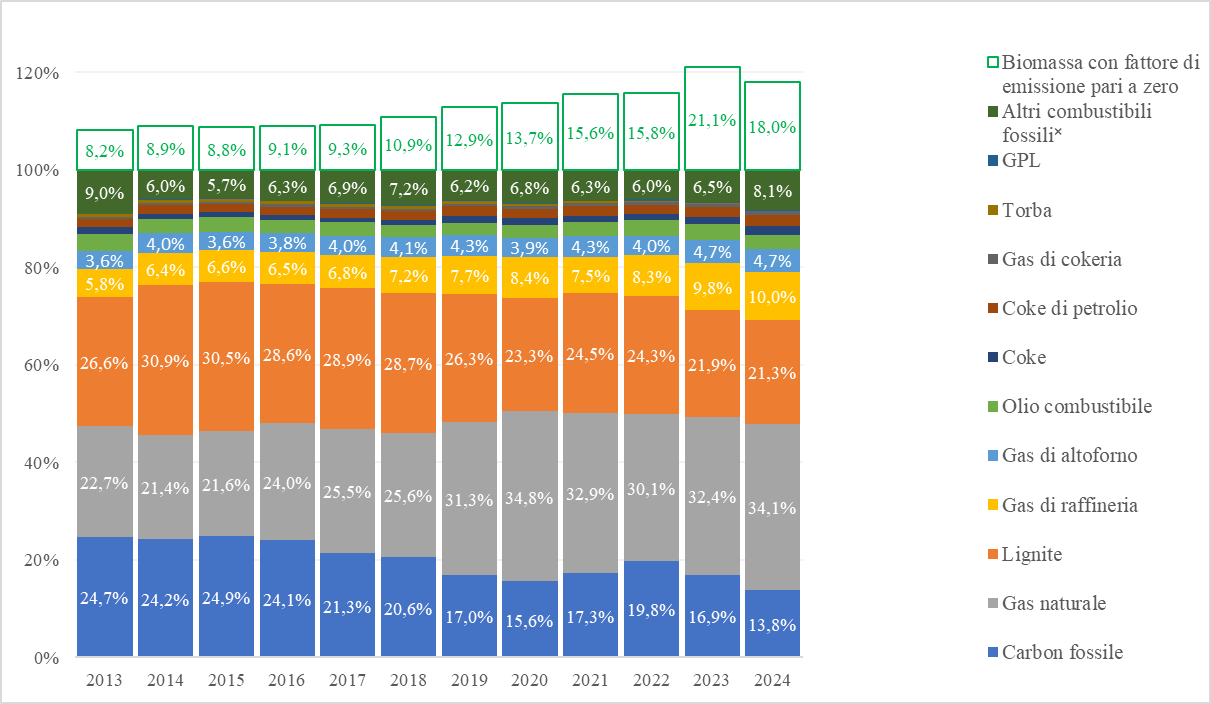 120%
100%
80%
60%
40%
20%
0%
8,2% 8,9% 8,8% 9,1% 9,3% 10,9% 12,9% 13,7% 15,6% 15,8% 21,1% 18,0%
9,0% 6,0% 5,7% 6,3% 6,9% 7,2% 6,2% 6,8% 6,3% 6,0% 6,5% 8,1%
3,6% 4,0% 3,6% 3,8% 4,0% 4,1% 4,3% 3,9% 4,3% 4,0% 4,7% 4,7%
5,8% 6,4% 6,6% 6,5% 6,8% 7,2% 7,7% 8,4% 7,5% 8,3% 9,8% 10,0%
26,6% 30,9% 30,5% 28,6% 28,9% 28,7% 26,3% 23,3% 24,5% 24,3% 21,9% 21,3%
22,7% 21,4% 21,6% 24,0% 25,5% 25,6% 31,3% 34,8% 32,9% 30,1% 32,4% 34,1%
24,7% 24,2% 24,9% 24,1% 21,3% 20,6% 17,0% 15,6% 17,3% 19,8% 16,9% 13,8%
2013 2014 2015 2016 2017 2018 2019 2020 2021 2022 2023 2024
Biomassa con fattore di
emissione pari a zero
Altri combustibili
fossili*
GPL
Torba
Gas di cokeria
Coke di petrolio
Coke
Olio combustibile
Gas di altoforno
Gas di raffineria
Lignite
Gas naturale
Carbon fossile